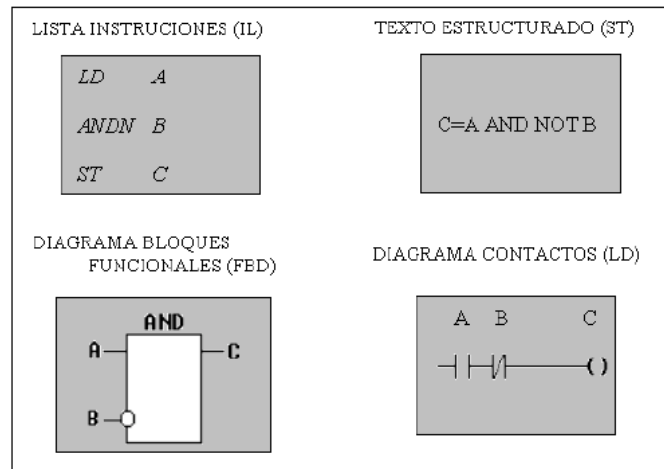 LISTA INSTRUCIONES (IL)
LD A
ANDN B
ST C
TEXTO ESTRUCTURADO (ST)
C=A AND NOT B
DIAGRAMA BLOQUES
FUNCIONALES (FBD)
AND
A
C
B
DIAGRAMA CONTACTOS (LD)
A B C